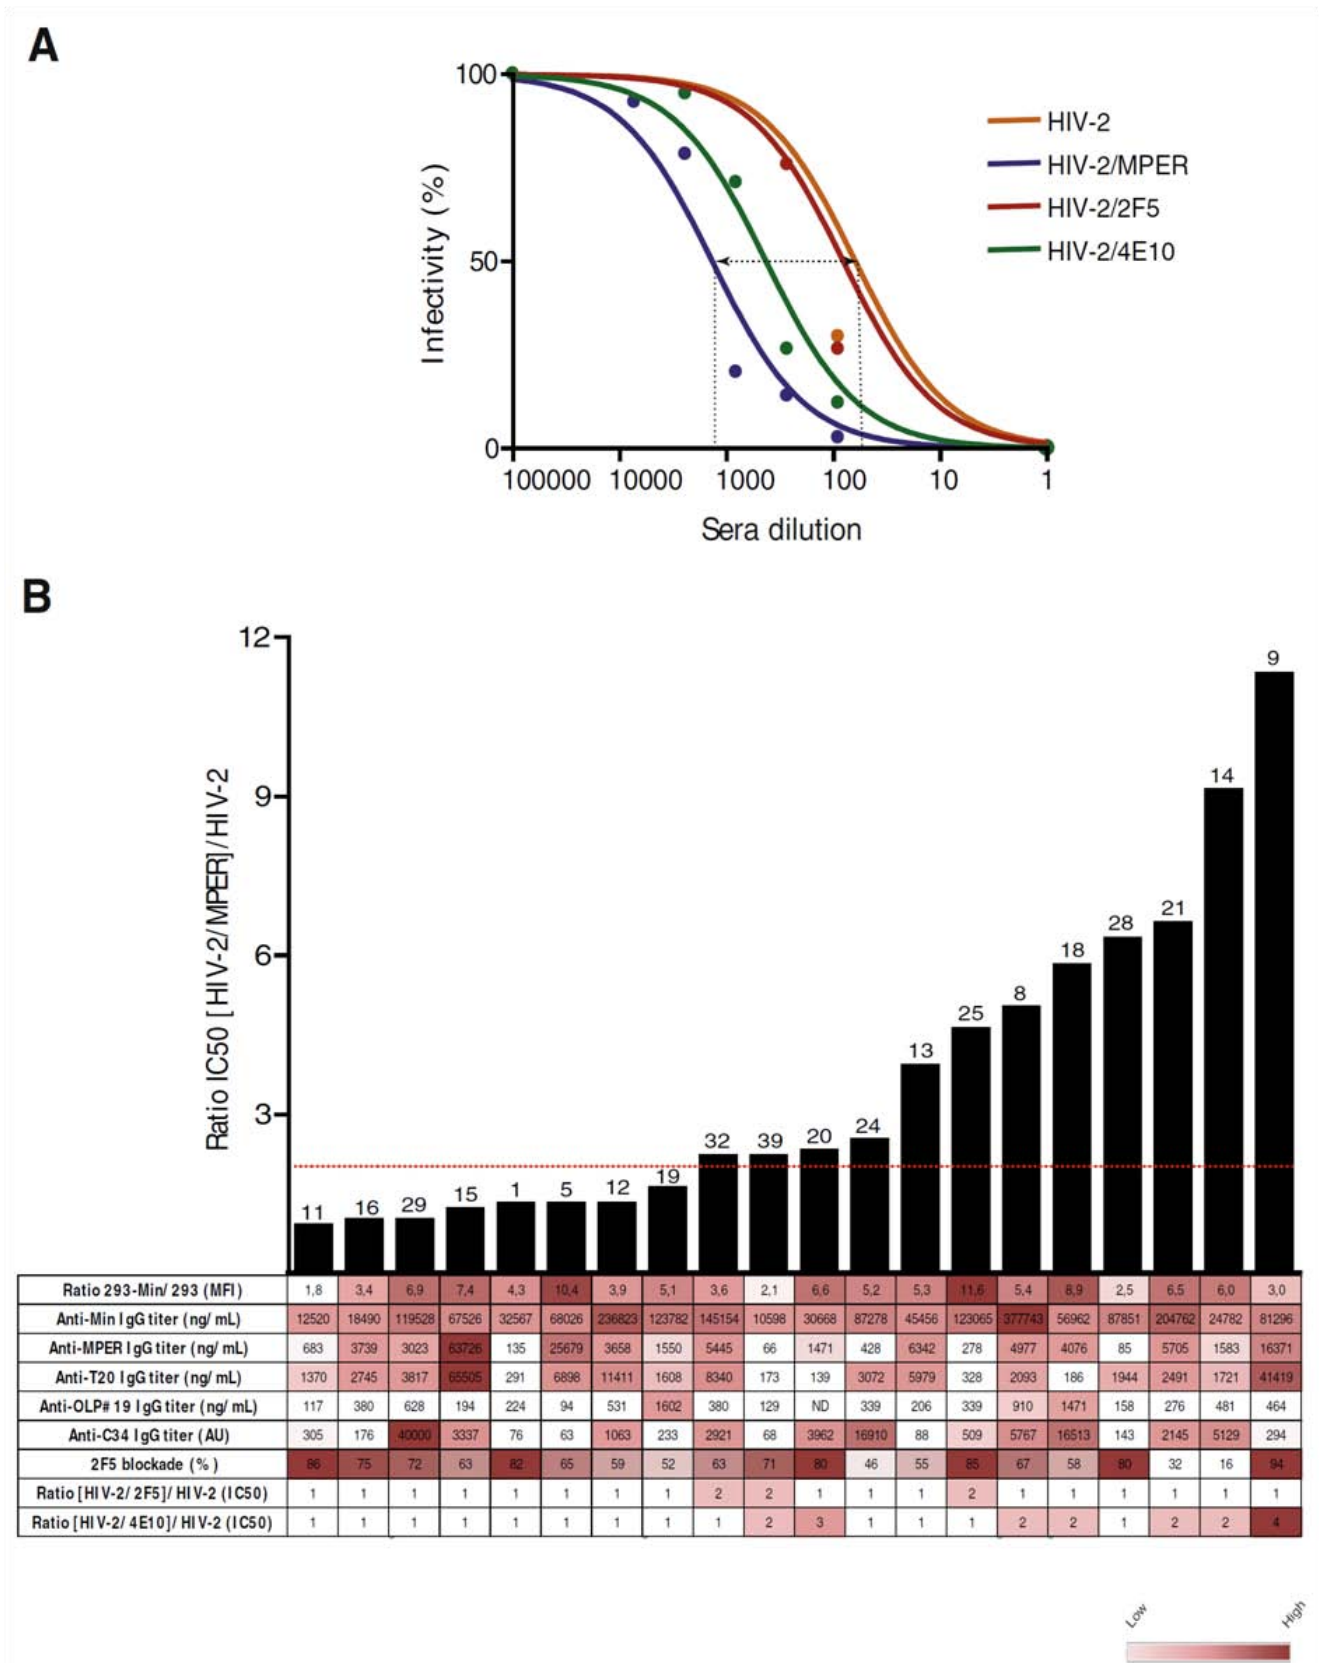 A
100
50
0
Infectivity (%)
100000 10000 1000 100 10 1
Sera dilution
HIV-2
HIV-2/MPER
HIV-2/2F5
HIV-2/4E10
B
Ratio IC50 [HIV-2/MPER]/HIV-2
12
9
6
3
11 16 29 15 1 5 12 19 32 39 20 24 13 25 8 18 28 21 14 9
Ratio 293-Min/293 (MFI) 1,8 3,4 6,9 7,4 4,3 10,4 3,9 5,1 3,6 2,1 6,6 5,2 5,3 11,6 5,4 8,9 2,5 6,5 6,0 3,0
Anti-Min IgG titer (ng/mL) 12520 18490 119528 67526 32567 68026 236823 123782 145154 10598 30668 87278 45456 123065 377743 56962 87851 204762 24782 81296
Anti-MPER IgG titer (ng/mL) 683 3739 3023 63726 135 25679 3658 1550 5445 66 1471 428 6342 278 4977 4076 85 5705 1583 16371
Anti-T20 IgG titer (ng/mL) 1370 2745 3817 65505 291 6898 11411 1608 8340 173 139 3072 5979 328 2093 186 1944 2491 1721 41419
Anti-OLP#19 IgG titer (ng/mL) 117 380 628 194 224 94 531 1602 380 129 ND 339 206 339 910 1471 158 276 481 464
Anti-C34 IgG titer (AU) 305 176 40000 3337 76 63 1063 233 2921 68 3962 16910 88 509 5767 16513 143 2145 5129 294
2F5 blockade (%) 86 75 72 63 82 65 59 52 63 71 80 46 55 85 67 58 80 32 16 94
Ratio [HIV-2/2F5]/HIV-2 (IC50) 1 1 1 1 1 1 1 1 2 2 1 1 1 2 1 1 1 1 1 1
Ratio [HIV-2/4E10]/HIV-2 (IC50) 1 1 1 1 1 1 1 1 1 2 3 1 1 1 2 2 1 2 2 4
Low High